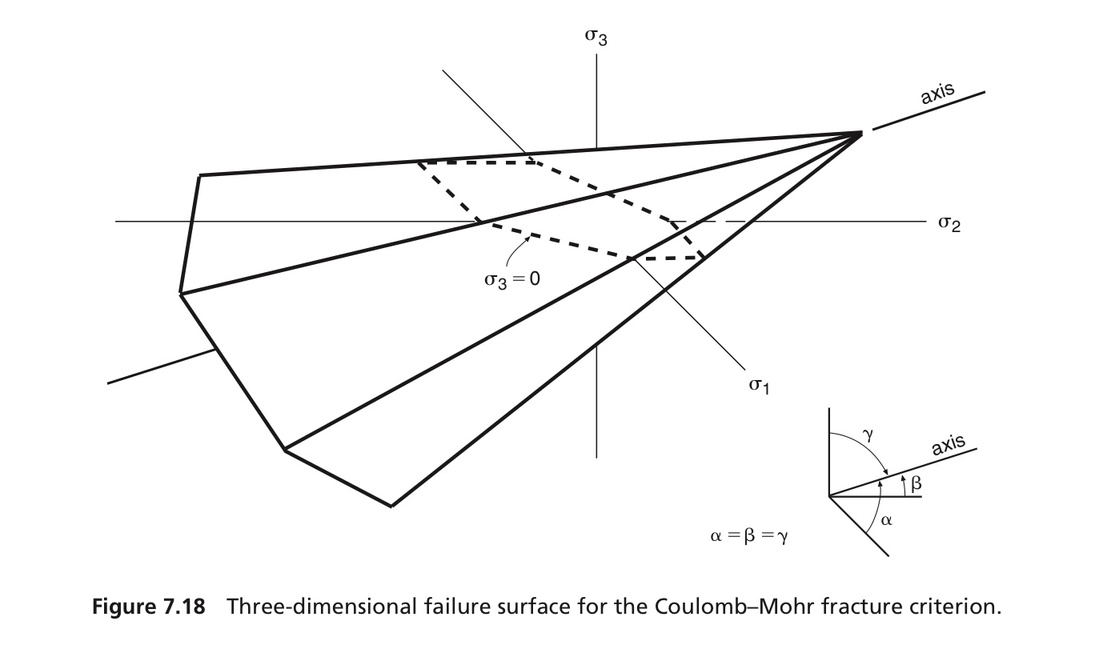 σ₃
axis
σ₂
σ₃ = 0
σ₁
γ
axis
β
α
α = β = γ
Figure 7.18 Three-dimensional failure surface for the Coulomb–Mohr fracture criterion.